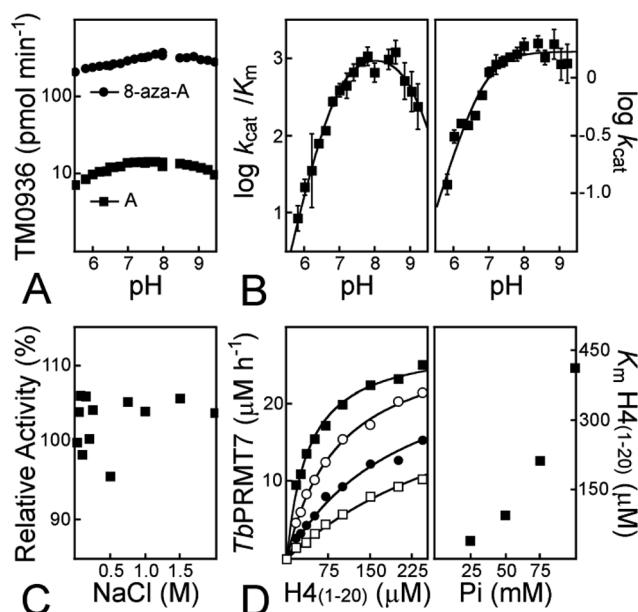 TM0936 (pmol min⁻¹)
100
10
8-aza-A
A
6 7 8 9
pH
A
log kcat /Km
3
2
1
6 7 8 9
pH
B
6 7 8 9
pH
0
-0.5
-1.0
log kcat
Relative Activity (%)
110
100
90
0.5 1.0 1.5
NaCl (M)
C
TbPRMT7 (μM h⁻¹)
20
10
75 150 225
H4(1-20) (μM)
D
25 50 75
Pi (mM)
450
300
150
Km H4(1-20)
(μM)